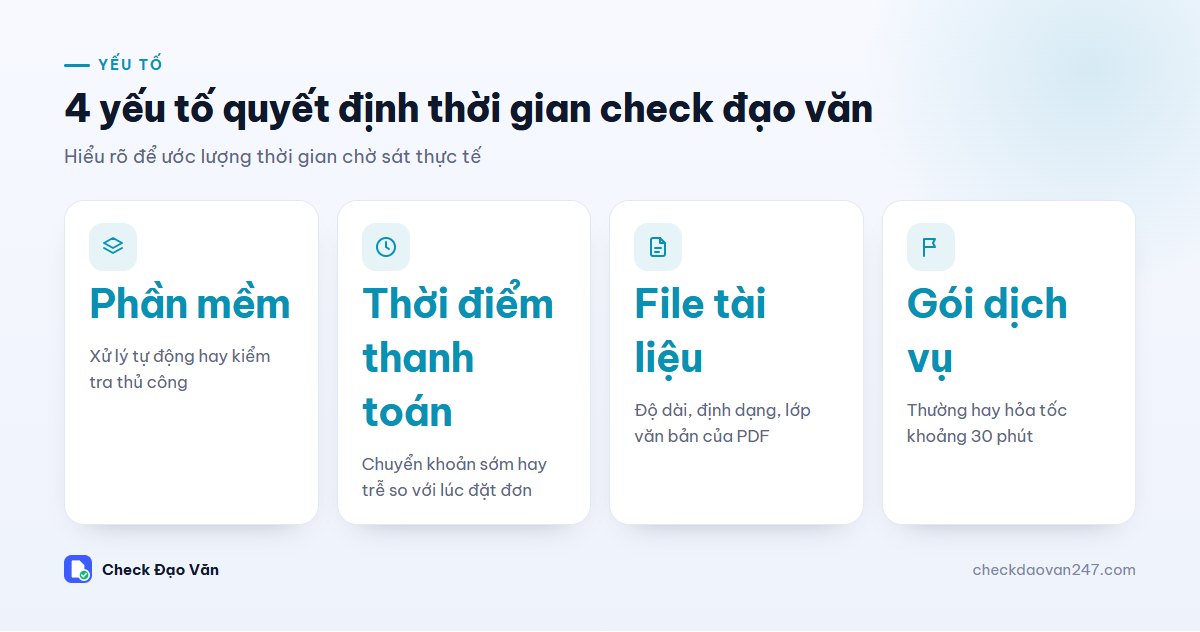 YẾU TỐ
4 yếu tố quyết định thời gian check đạo văn
Hiểu rõ để ước lượng thời gian chờ sát thực tế
Phần mềm
Xử lý tự động hay kiểm
tra thủ công
Thời điểm
thanh
toán
Chuyển khoản sớm hay
trễ so với lúc đặt đơn
File tài
liệu
Độ dài, định dạng, lớp
văn bản của PDF
Gói dịch
vụ
Thường hay hỏa tốc
khoảng 30 phút
Check Đạo Văn
checkdaovan247.com